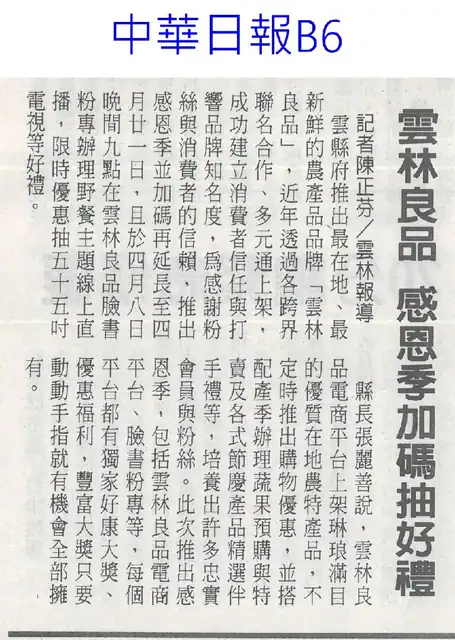 中華日報B6
雲林良品 感恩季加碼抽好禮
記者陳正芬／雲林報導
雲縣府推出最在地、最
新鮮的農產品品牌「雲林
良品」，近年透過各跨界
聯名合作、多元通上架，
成功建立消費者信任與打
響品牌知名度，為感謝粉
絲與消費者的信賴，推出
感恩季並加碼再延長至四
月廿一日，且於四月八日
晚間九點在雲林良品臉書
粉專辦理野餐主題線上直
播，限時優惠抽五十五吋
電視等好禮。
縣長張麗善說，雲林良
品電商平台上架琳琅滿目
的優質在地農特產品，不
定時推出購物優惠，並搭
配產季辦理蔬果預購與特
賣及各式節慶產品精選伴
手禮等，培養出許多忠實
會員與粉絲。此次推出感
恩季，包括雲林良品電商
平台、臉書粉專等，每個
平台都有獨家好康大獎、
優惠福利，豐富大獎只要
動動手指就有機會全部擁
有。